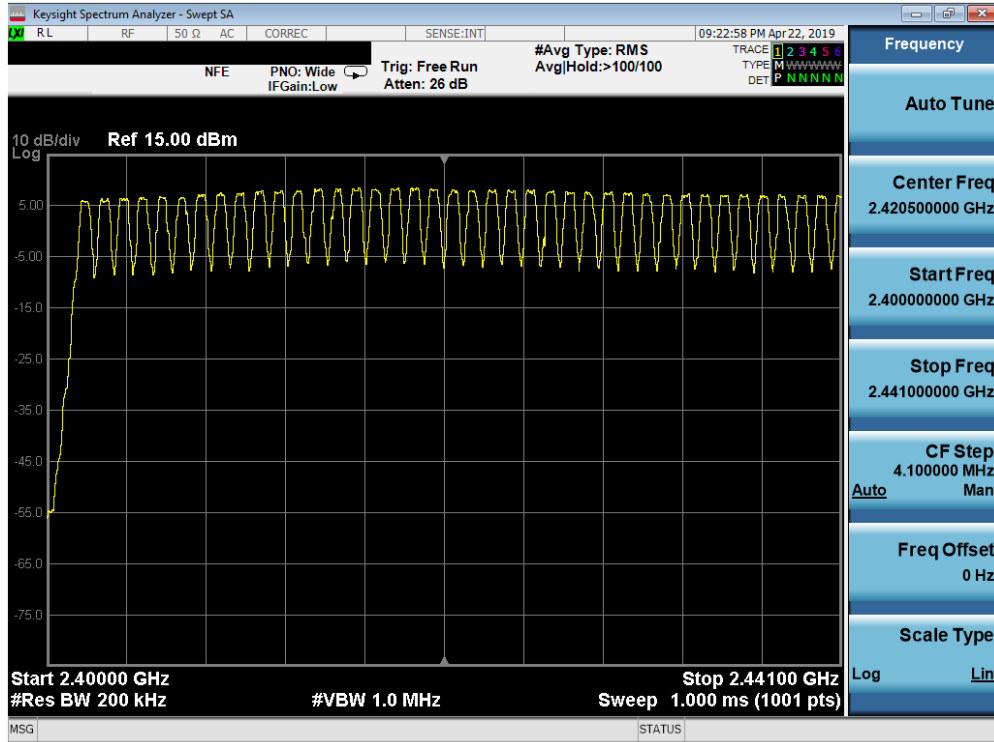 Keysight Spectrum Analyzer - Swept SA
LXI RL RF 50 Ω AC CORREC SENSE:INT 09:22:58 PM Apr 22, 2019
NFE PNO: Wide IFGain:Low Trig: Free Run Atten: 26 dB #Avg Type: RMS Avg|Hold:>100/100
TRACE 1 2 3 4 5 6
TYPE M WWWWW
DET P N N N N N
10 dB/div Ref 15.00 dBm
Log
5.00
-5.00
-15.0
-25.0
-35.0
-45.0
-55.0
-65.0
-75.0
Start 2.40000 GHz Stop 2.44100 GHz
#Res BW 200 kHz #VBW 1.0 MHz Sweep 1.000 ms (1001 pts)
MSG STATUS
Frequency
Auto Tune
Center Freq
2.420500000 GHz
Start Freq
2.400000000 GHz
Stop Freq
2.441000000 GHz
CF Step
4.100000 MHz
Auto Man
Freq Offset
0 Hz
Scale Type
Log Lin